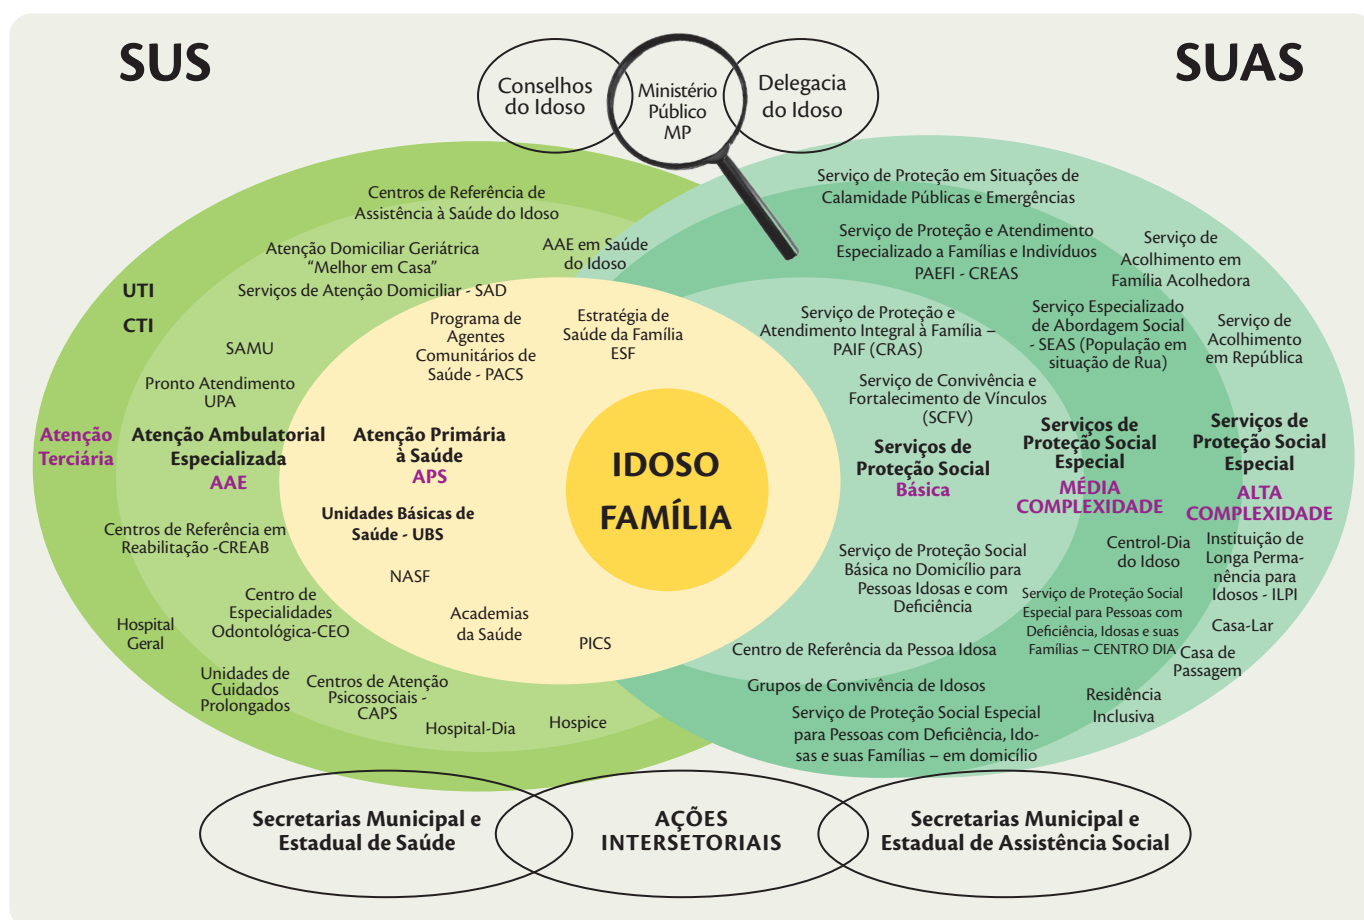 SUS
SUAS
Conselhos
do Idoso
Ministério
Público
MP
Delegacia
do Idoso
Centros de Referência de
Assistência à Saúde do Idoso
Atenção Domiciliar Geriátrica
“Melhor em Casa”
AAE em Saúde
do Idoso
Serviços de Atenção Domiciliar - SAD
UTI
CTI
SAMU
Pronto Atendimento
UPA
Programa de
Agentes
Comunitários de
Saúde - PACS
Estratégia de
Saúde da Família
ESF
Atenção
Terciária
Atenção Ambulatorial
Especializada
AAE
Atenção Primária
à Saúde
APS
Unidades Básicas de
Saúde - UBS
NASF
Academias
da Saúde
PICS
Centros de Referência em
Reabilitação -CREAB
Centro de
Especialidades
Odontológica-CEO
Hospital
Geral
Unidades de
Cuidados
Prolongados
Centros de Atenção
Psicossociais -
CAPS
Hospital-Dia
Hospice
IDOSO
FAMÍLIA
Serviço de Proteção em Situações de
Calamidade Públicas e Emergências
Serviço de Proteção e Atendimento
Especializado a Famílias e Indivíduos
PAEFI - CREAS
Serviço de
Acolhimento em
Família Acolhedora
Serviço de Proteção e
Atendimento Integral à Família –
PAIF (CRAS)
Serviço Especializado
de Abordagem Social
- SEAS (População em
situação de Rua)
Serviço de
Acolhimento
em República
Serviço de Convivência e
Fortalecimento de Vínculos
(SCFV)
Serviços de
Proteção Social
Básica
Serviços de
Proteção Social
Especial
MÉDIA
COMPLEXIDADE
Serviços de
Proteção Social
Especial
ALTA
COMPLEXIDADE
Serviço de Proteção Social
Básica no Domicílio para
Pessoas Idosas e com
Deficiência
Centrol-Dia
do Idoso
Instituição de
Longa Perma-
nência para
Idosos - ILPI
Serviço de Proteção Social
Especial para Pessoas com
Deficiência, Idosas e suas
Famílias – CENTRO DIA
Casa-Lar
Casa de
Passagem
Centro de Referência da Pessoa Idosa
Grupos de Convivência de Idosos
Residência
Inclusiva
Serviço de Proteção Social Especial
para Pessoas com Deficiência, Ido-
sas e suas Famílias – em domicílio
Secretarias Municipal e
Estadual de Saúde
AÇÕES
INTERSETORIAIS
Secretarias Municipal e
Estadual de Assistência Social